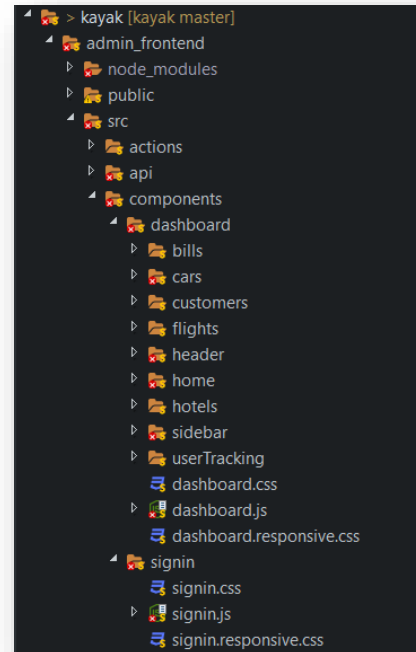 > kayak [kayak master]
admin_frontend
node_modules
public
src
actions
api
components
dashboard
bills
cars
customers
flights
header
home
hotels
sidebar
userTracking
dashboard.css
dashboard.js
dashboard.responsive.css
signin
signin.css
signin.js
signin.responsive.css